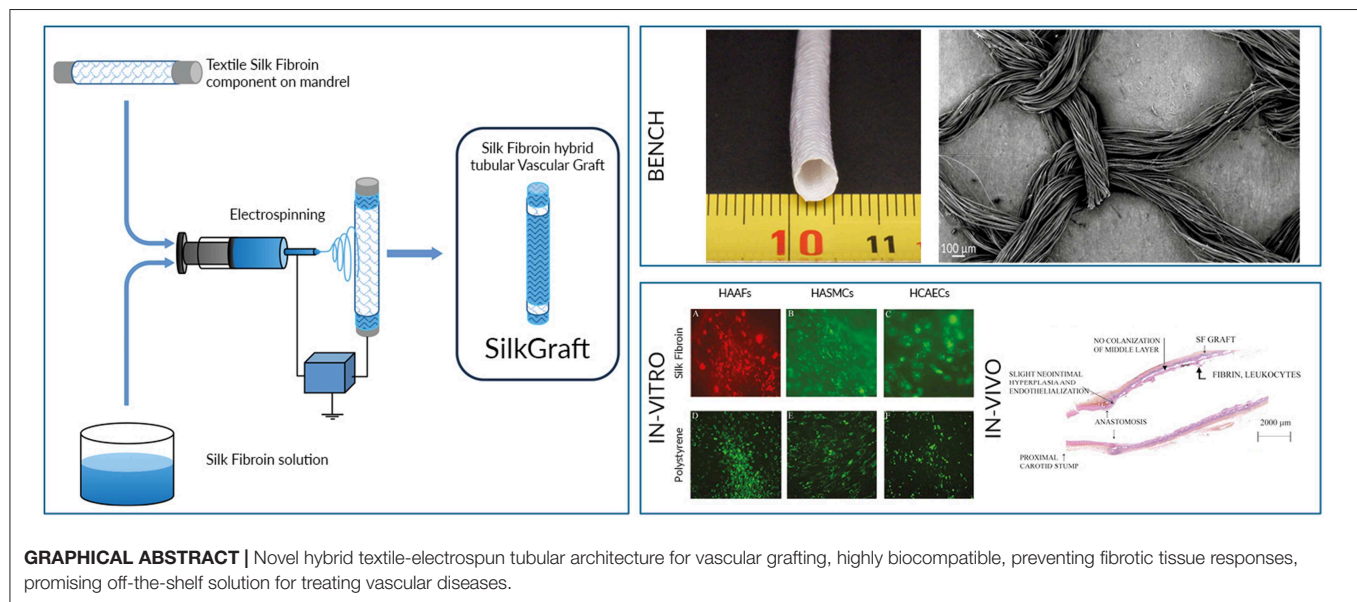 Textile Silk Fibroin
component on mandrel
Electrospinning
Silk Fibroin hybrid
tubular Vascular Graft
SilkGraft
Silk Fibroin solution
BENCH
10
11
100 µm
IN-VITRO
HAAFs
HASMCs
HCAECs
Silk Fibroin
A
B
C
Polystyrene
D
E
F
IN-VIVO
NO COLANIZATION
OF MIDDLE LAYER
SF GRAFT
SLIGHT NEOINTIMAL
HYPERPLASIA AND
ENDOTHELIALIZATION
FIBRIN, LEUKOCYTES
ANASTOMOSIS
2000 µm
PROXIMAL
CAROTID STUMP
GRAPHICAL ABSTRACT | Novel hybrid textile-electrospun tubular architecture for vascular grafting, highly biocompatible, preventing fibrotic tissue responses,
promising off-the-shelf solution for treating vascular diseases.